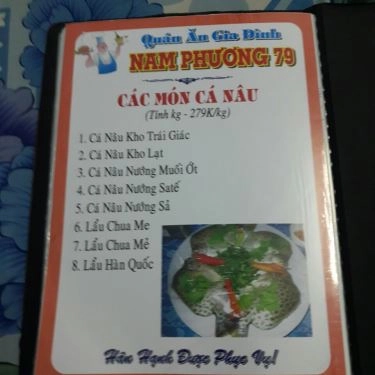 Quán Ăn Gia Đình
NAM PHƯƠNG 79
CÁC MÓN CÁ NÂU
(Tính kg - 279K/kg)
1. Cá Nâu Kho Trái Giác
2. Cá Nâu Kho Lạt
3. Cá Nâu Nướng Muối Ớt
4. Cá Nâu Nướng Saté
5. Cá Nâu Nướng Sả
6. Lẩu Chua Me
7. Lẩu Chua Mẻ
8. Lẩu Hàn Quốc
Hân Hạnh Được Phục Vụ!